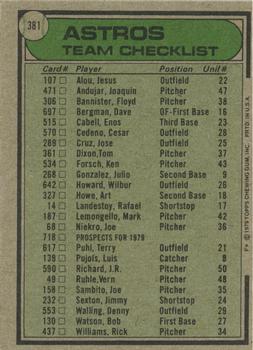 381
ASTROS
TEAM CHECKLIST
Card # Player Position Unif #
107 Alou, Jesus Outfield 22
471 Andujar, Joaquin Pitcher 47
306 Bannister, Floyd Pitcher 38
697 Bergman, Dave OF-First Base 16
515 Cabell, Enos Third Base 23
570 Cedeno, Cesar Outfield 28
289 Cruz, Jose Outfield 25
361 Dixon, Tom Pitcher 43
534 Forsch, Ken Pitcher 43
268 Gonzalez, Julio Second Base 9
642 Howard, Wilbur Outfield 26
327 Howe, Art Second Base 18
14 Landestoy, Rafael Shortstop 17
187 Lemongello, Mark Pitcher 42
68 Niekro, Joe Pitcher 36
718 PROSPECTS FOR 1979
617 Puhl, Terry Outfield 21
139 Pujols, Luis Catcher 8
590 Richard, J.R. Pitcher 50
49 Ruhle, Vern Pitcher 48
158 Sambito, Joe Pitcher 35
232 Sexton, Jimmy Shortstop 24
553 Walling, Denny Outfield 29
130 Watson, Bob First Base 27
437 Williams, Rick Pitcher 34
F* © 1979 TOPPS CHEWING GUM, INC. PRTD. IN U.S.A.